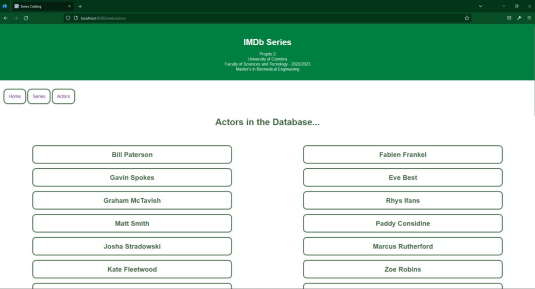 Series Catalog
IMDb Series
Projeto 2
University of Coimbra
Faculty of Sciences and Technology - 2022/2023
Master's in Biomedical Engineering
Home
Series
Actors
Actors in the Database...
Bill Paterson
Fabien Frankel
Gavin Spokes
Eve Best
Graham McTavish
Rhys Ifans
Matt Smith
Paddy Considine
Josha Stradowski
Marcus Rutherford
Kate Fleetwood
Zoe Robins